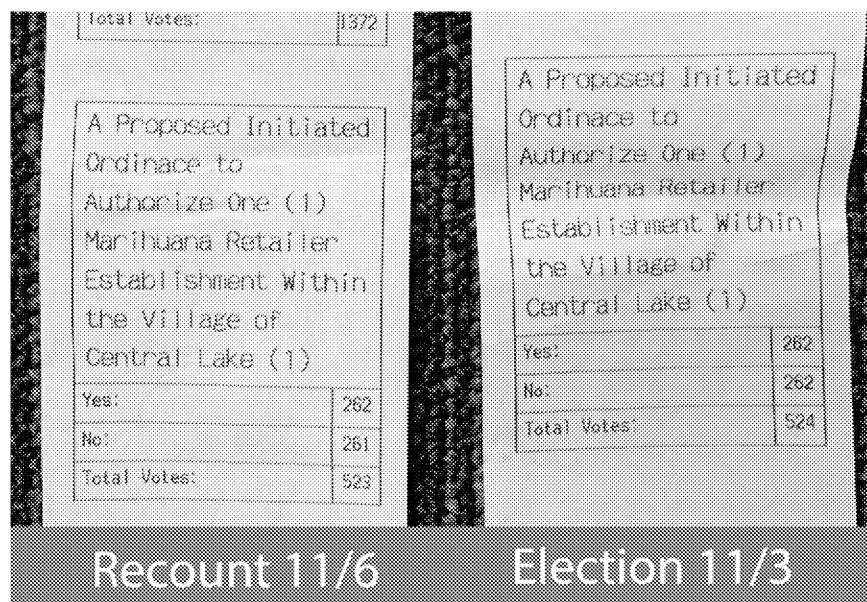 Total Votes: 1372
A Proposed Initiated
Ordinace to
Authorize One (1)
Marihuana Retailer
Establishment Within
the Village of
Central Lake (1)
Yes: 262
No: 261
Total Votes: 523
Recount 11/6
A Proposed Initiated
Ordinace to
Authorize One (1)
Marihuana Retailer
Establishment Within
the Village of
Central Lake (1)
Yes: 262
No: 262
Total Votes: 524
Election 11/3